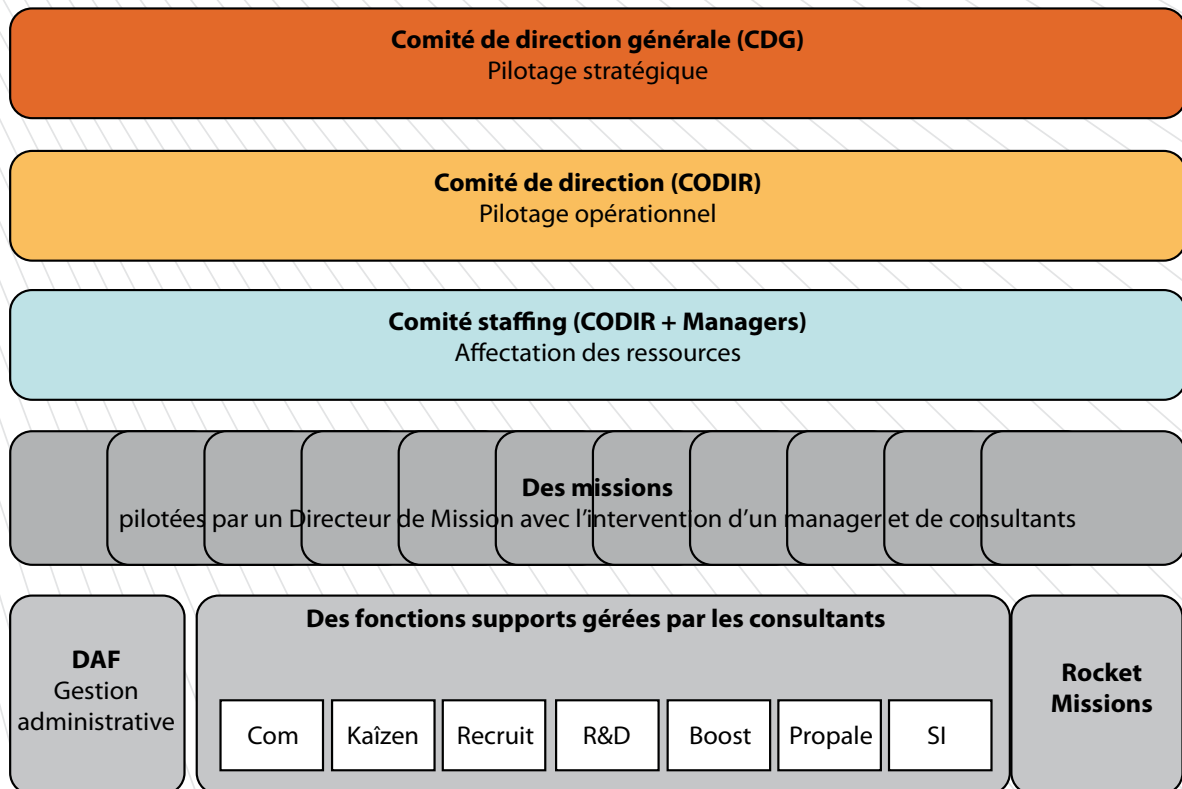 Comité de direction générale (CDG)
Pilotage stratégique
Comité de direction (CODIR)
Pilotage opérationnel
Comité staffing (CODIR + Managers)
Affectation des ressources
Des missions
pilotées par un Directeur de Mission avec l’intervention d’un manager et de consultants
DAF
Gestion
administrative
Des fonctions supports gérées par les consultants
Com
Kaîzen
Recruit
R&D
Boost
Propale
SI
Rocket
Missions